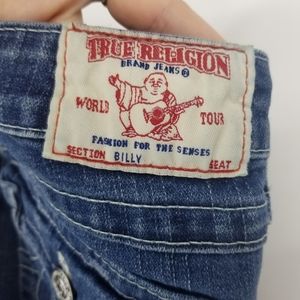 TRUE RELIGION
BRAND JEANS ®
WORLD TOUR
FASHION FOR THE SENSES
SECTION BILLY SEAT